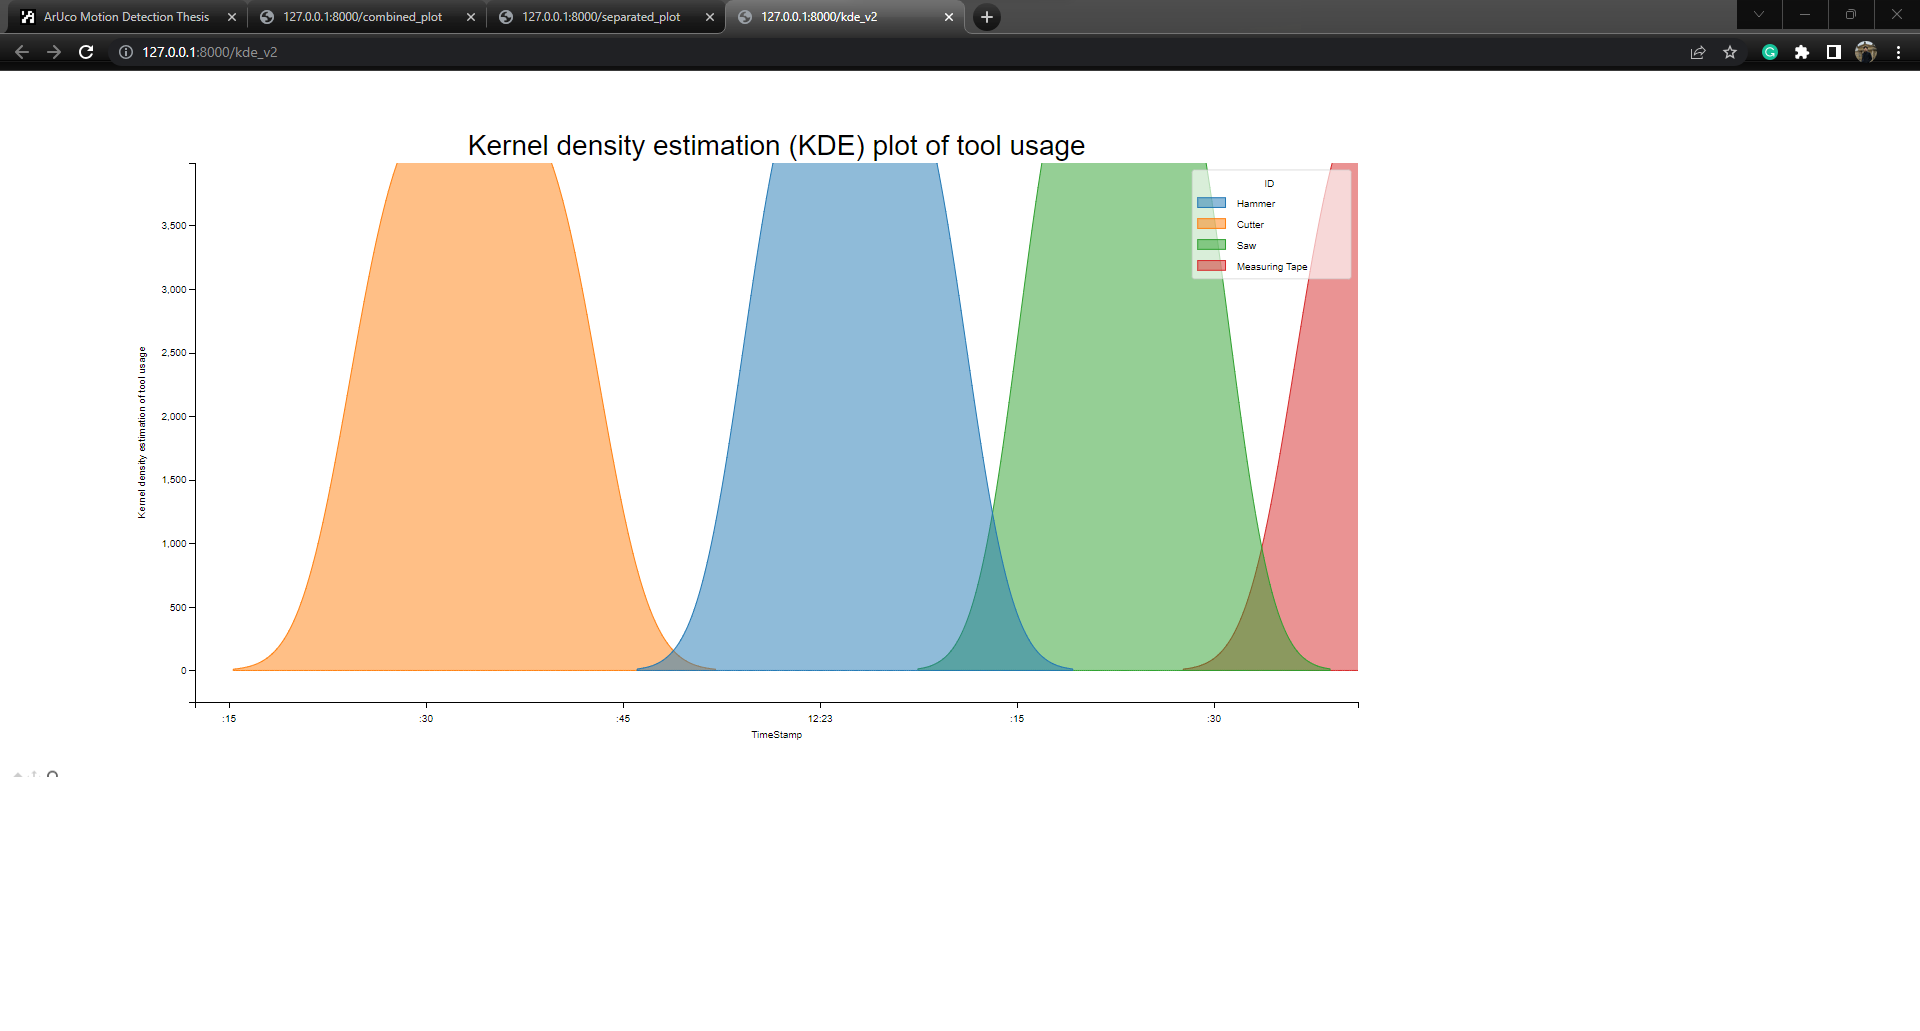 ArUco Motion Detection Thesis
127.0.0.1:8000/combined_plot
127.0.0.1:8000/separated_plot
127.0.0.1:8000/kde_v2
127.0.0.1:8000/kde_v2
Kernel density estimation (KDE) plot of tool usage
ID
Hammer
Cutter
Saw
Measuring Tape
Kernel density estimation of tool usage
3,500
3,000
2,500
2,000
1,500
1,000
500
0
:15 :30 :45 12:23 :15 :30
TimeStamp